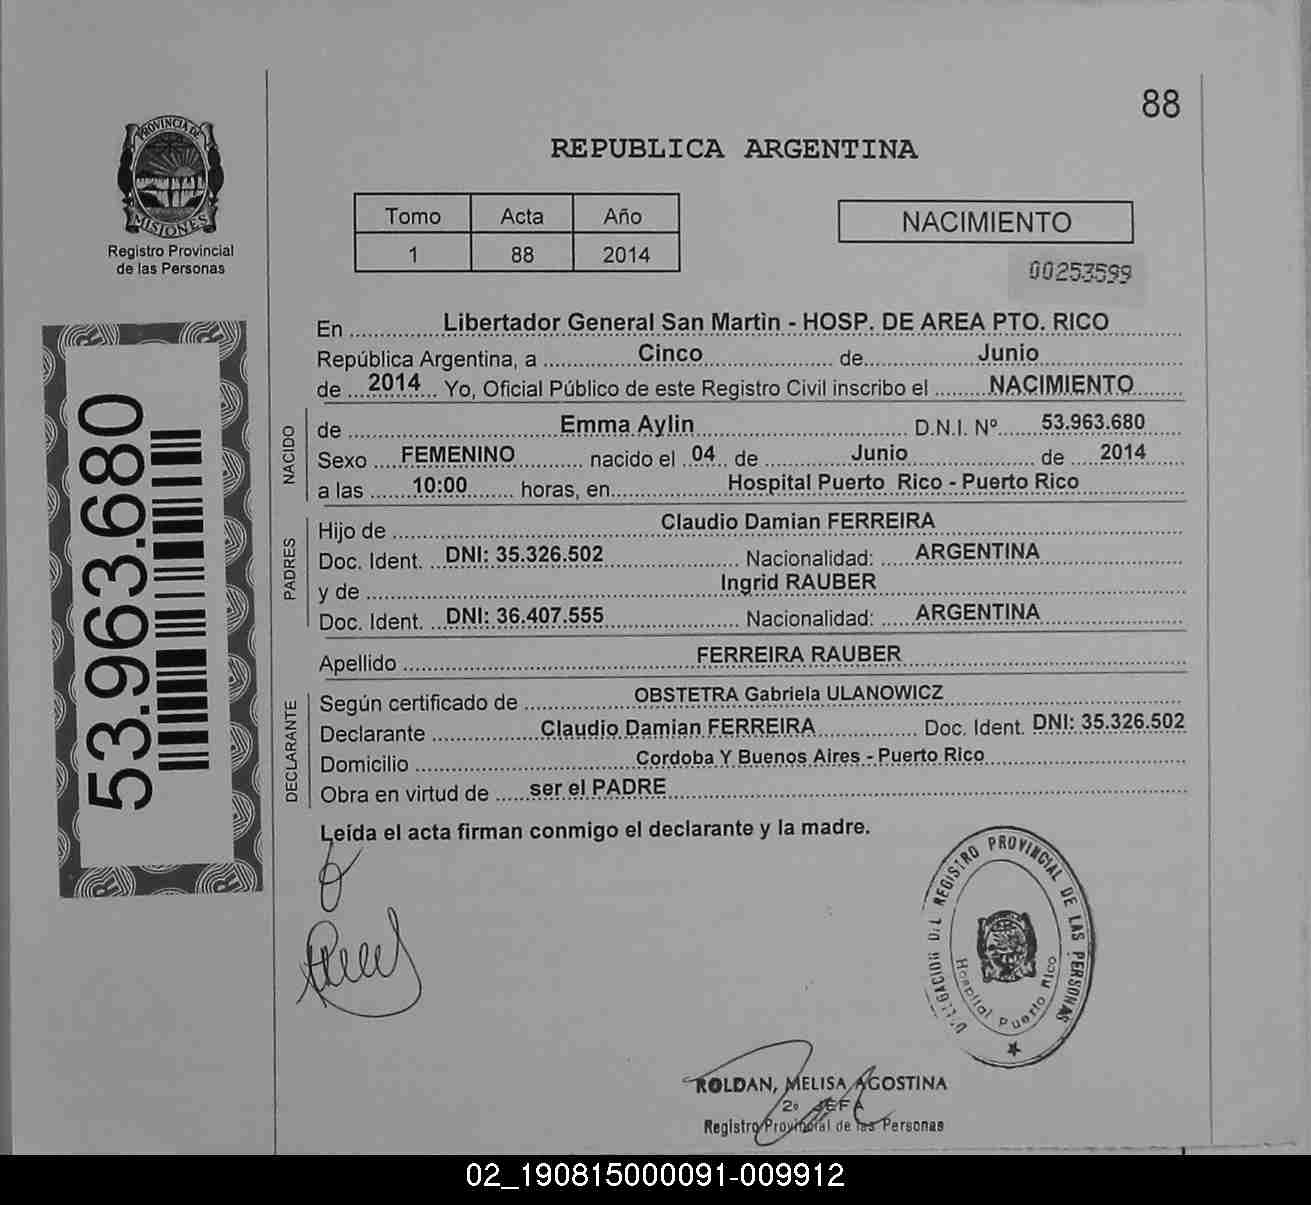 88
PROVINCIA DE
MISIONES
Registro Provincial
de las Personas
REPUBLICA ARGENTINA
Tomo Acta Año
1 88 2014
NACIMIENTO
00253599
53.963.680
En Libertador General San Martìn - HOSP. DE AREA PTO. RICO
República Argentina, a Cinco de Junio
de 2014 Yo, Oficial Público de este Registro Civil inscribo el NACIMIENTO
NACIDO
de Emma Aylin D.N.I. Nº 53.963.680
Sexo FEMENINO nacido el 04 de Junio de 2014
a las 10:00 horas, en Hospital Puerto Rico - Puerto Rico
PADRES
Hijo de Claudio Damian FERREIRA
Doc. Ident. DNI: 35.326.502 Nacionalidad: ARGENTINA
y de Ingrid RAUBER
Doc. Ident. DNI: 36.407.555 Nacionalidad: ARGENTINA
Apellido FERREIRA RAUBER
DECLARANTE
Según certificado de OBSTETRA Gabriela ULANOWICZ
Declarante Claudio Damian FERREIRA Doc. Ident. DNI: 35.326.502
Domicilio Cordoba Y Buenos Aires - Puerto Rico
Obra en virtud de ser el PADRE
Leída el acta firman conmigo el declarante y la madre.
DELEGACION DEL REGISTRO PROVINCIAL DE LAS PERSONAS
Hospital Puerto Rico
ROLDAN, MELISA AGOSTINA
2º JEFA
Registro Provincial de las Personas
02_190815000091-009912